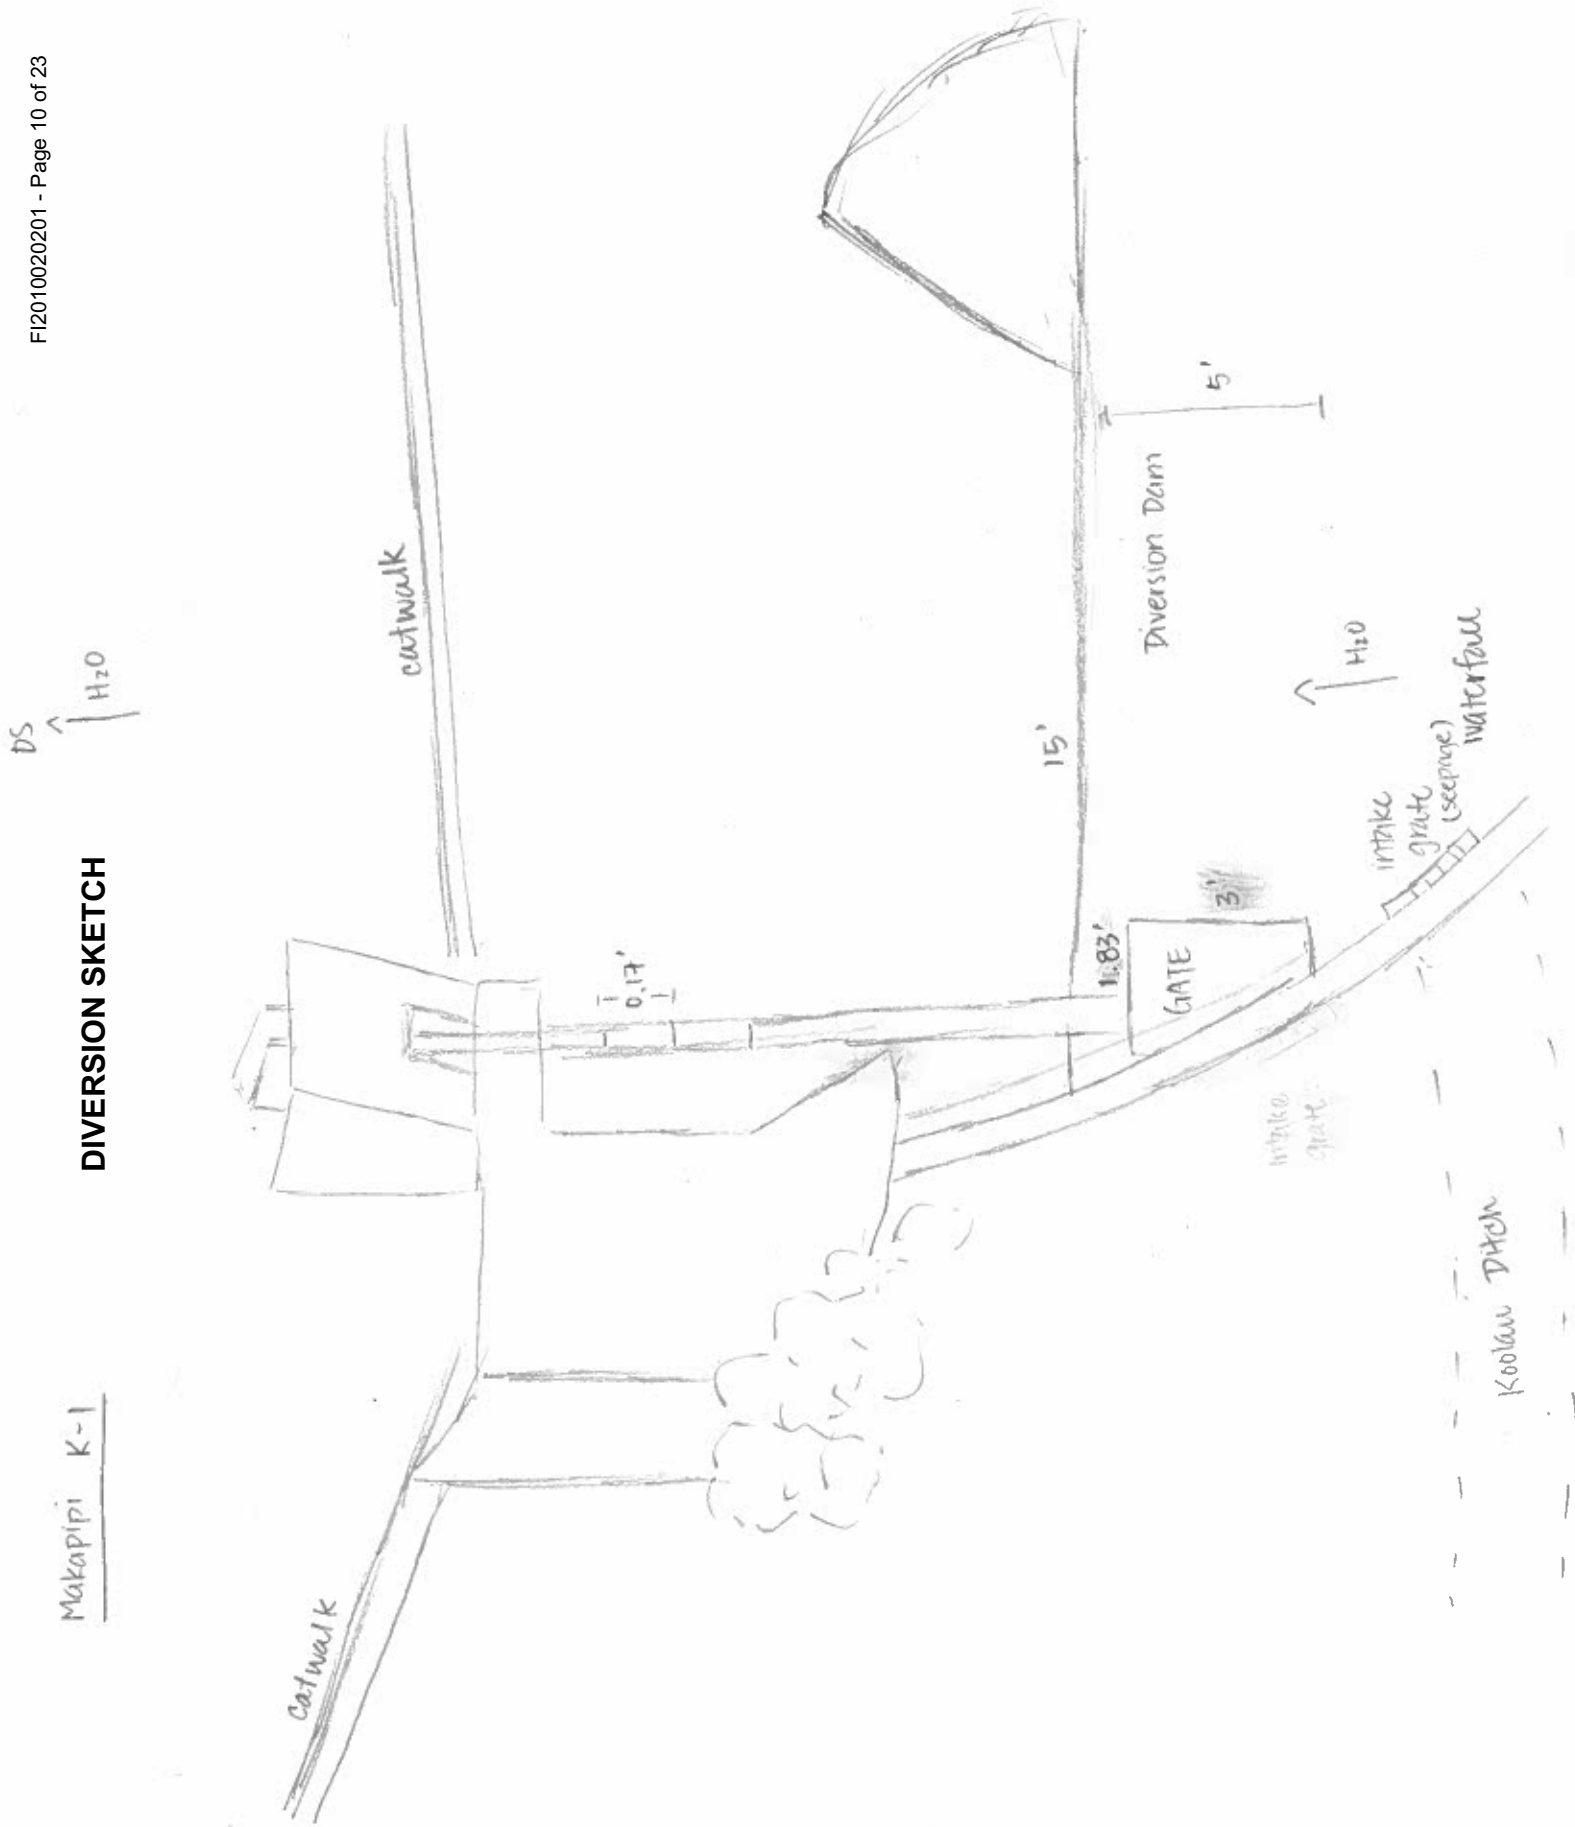 FI2010020201 - Page 10 of 23
DIVERSION SKETCH
Makapipi K-1
DS
H₂O
catwalk
catwalk
0.17'
15'
1.83'
GATE
3'
5'
Diversion Dam
H₂O
intake
grate
(seepage)
waterfall
intake
grate
Koolau Ditch